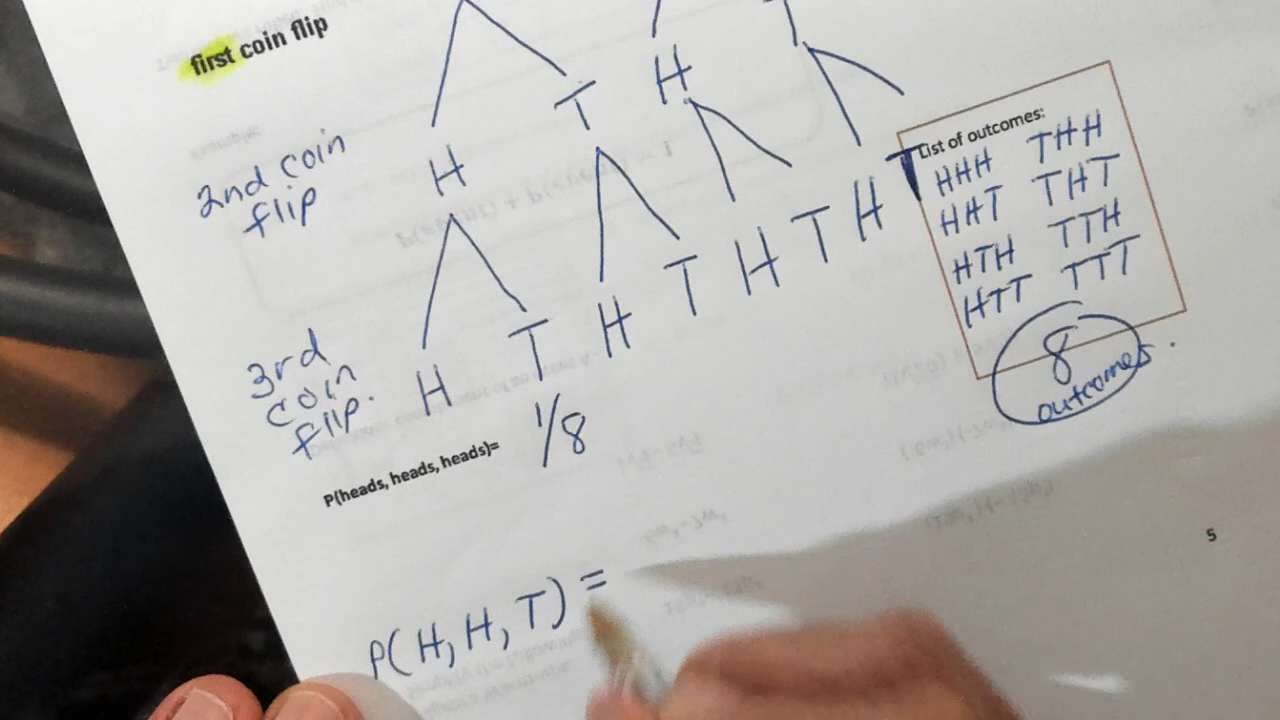 first coin flip
T H
2nd coin
flip
H
T H T H T
3rd
coin
flip.
H T H
List of outcomes:
HHH THH
HHT THT
HTH TTH
HTT TTT
8
outcomes.
P(heads, heads, heads)= 1/8
P(H, H, T) =
5